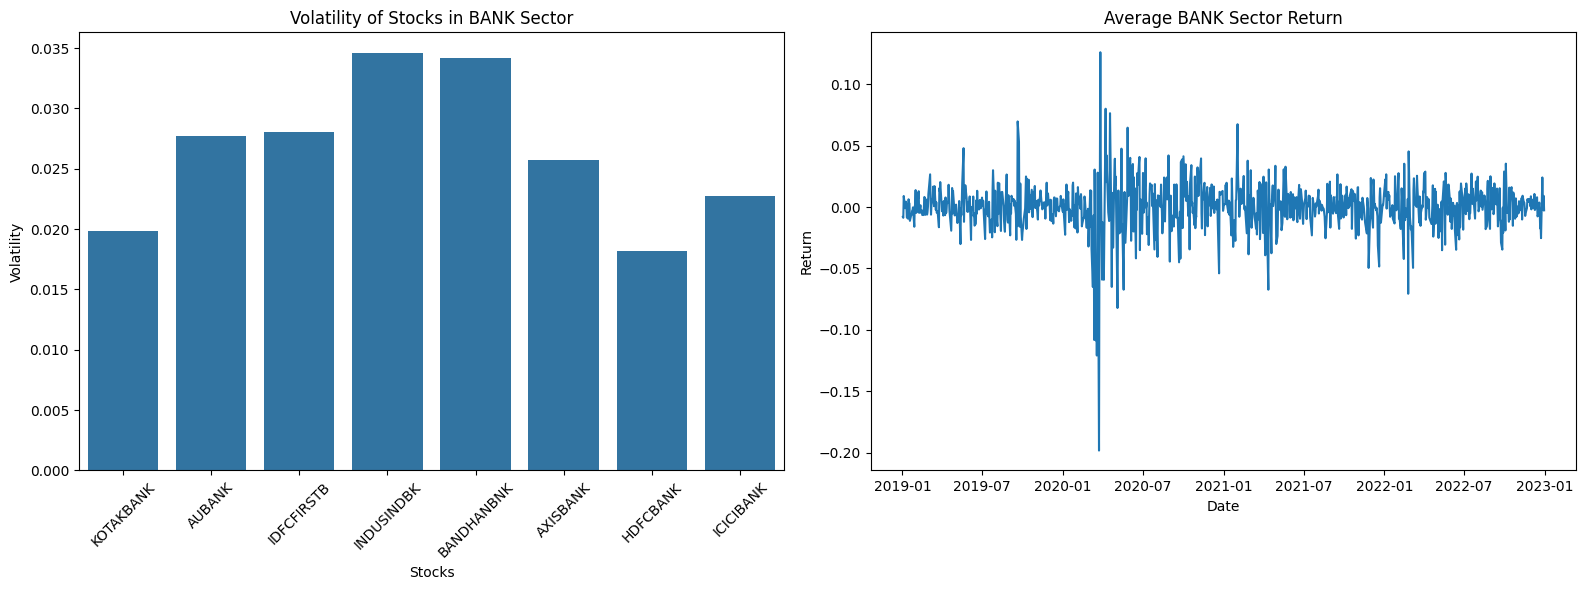 Volatility of Stocks in BANK Sector
0.035
0.030
0.025
0.020
0.015
0.010
0.005
0.000
Volatility
KOTAKBANK
AUBANK
IDFCFIRSTB
INDUSINDBK
BANDHANBNK
AXISBANK
HDFCBANK
ICICIBANK
Stocks
Average BANK Sector Return
0.10
0.05
0.00
−0.05
−0.10
−0.15
−0.20
Return
2019-01 2019-07 2020-01 2020-07 2021-01 2021-07 2022-01 2022-07 2023-01
Date